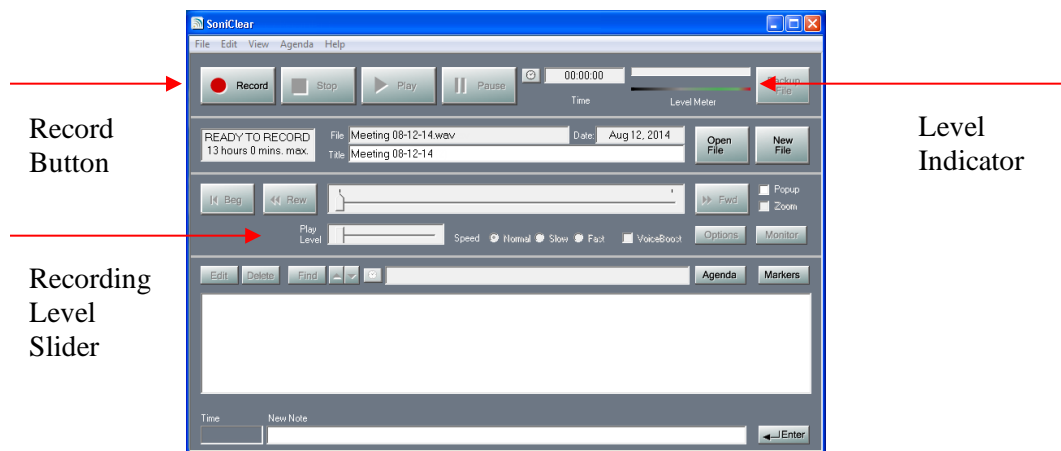 SoniClear
File Edit View Agenda Help
Record Stop Play Pause 00:00:00 Backup File
Time Level Meter
Record
Button
Level
Indicator
READY TO RECORD
13 hours 0 mins. max.
File Meeting 08-12-14.wav Date: Aug 12, 2014
Title Meeting 08-12-14
Open
File
New
File
Beg Rew Fwd Popup
Zoom
Play
Level
Speed Normal Slow Fast VoiceBoost Options Monitor
Recording
Level
Slider
Edit Delete Find Agenda Markers
Time New Note
Enter